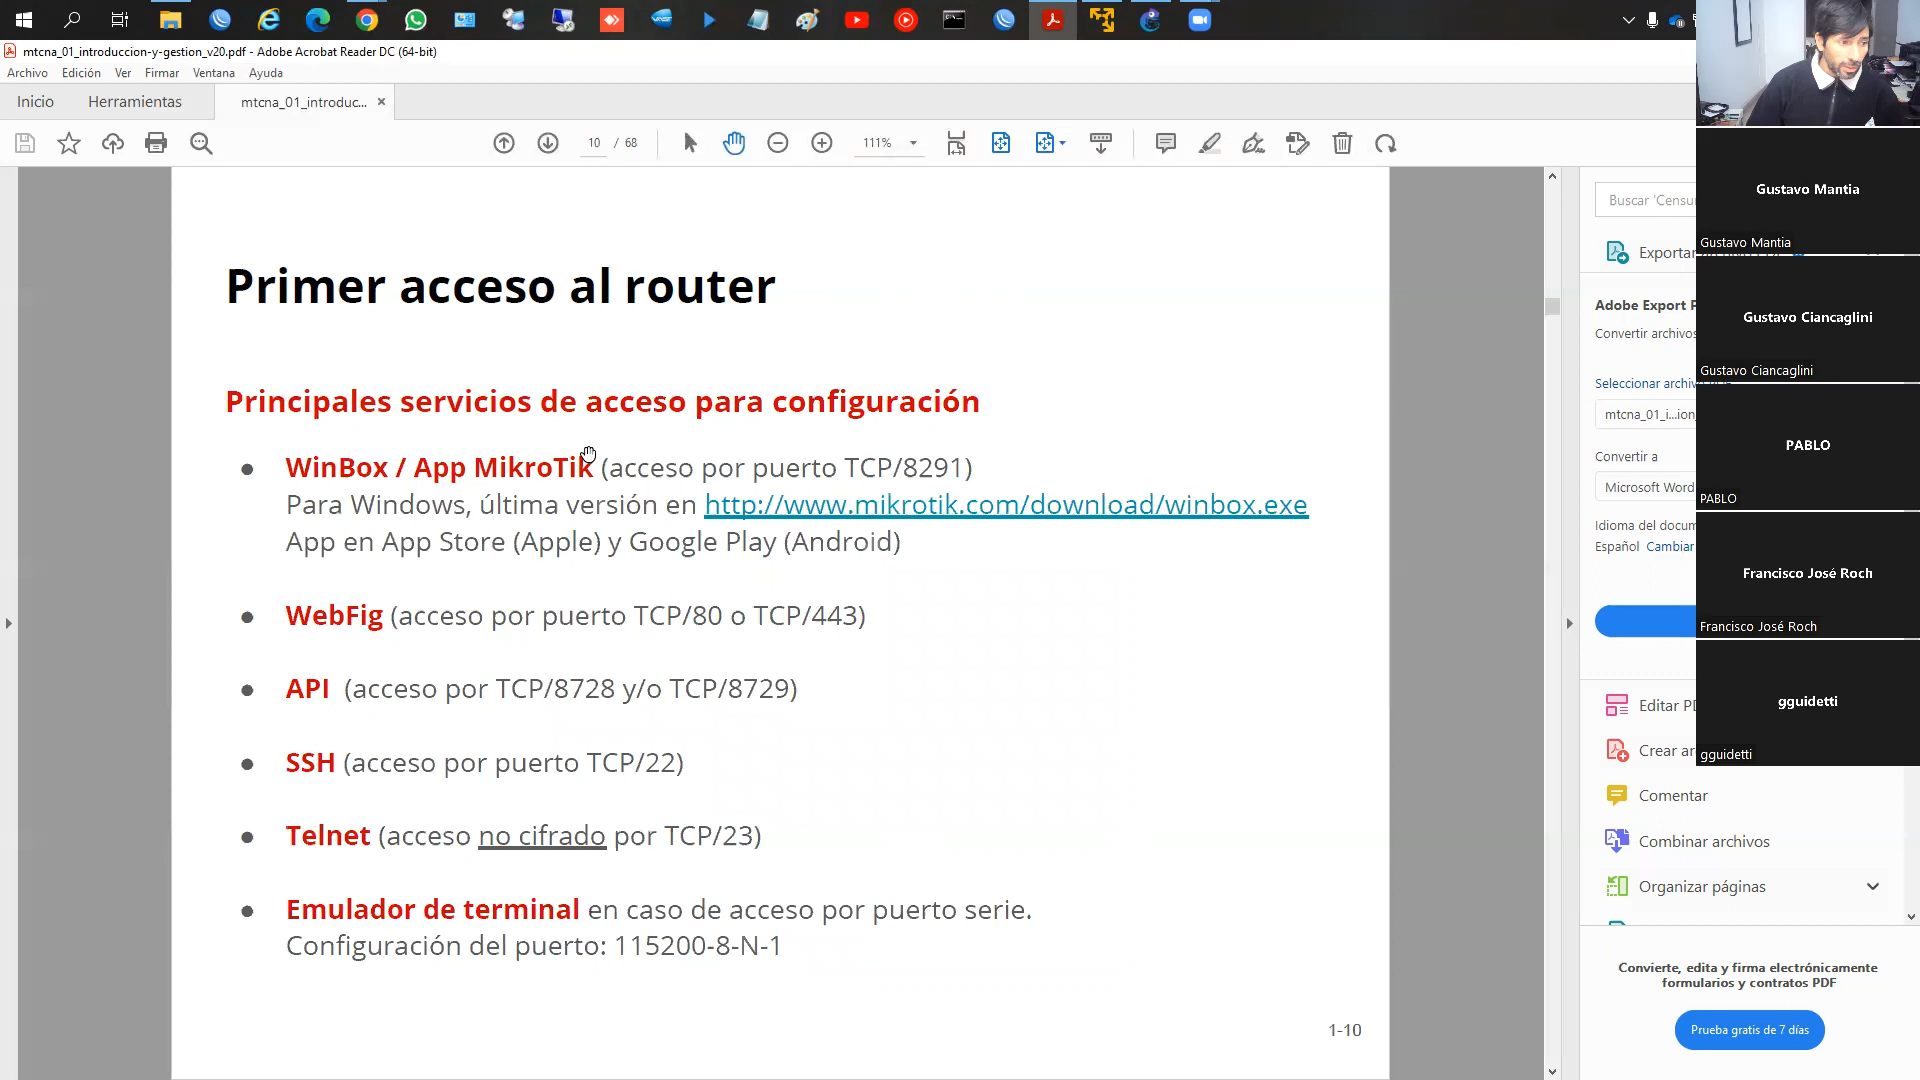 mtcna_01_introduccion-y-gestion_v20.pdf - Adobe Acrobat Reader DC (64-bit)
Archivo Edición Ver Firmar Ventana Ayuda
Inicio Herramientas mtcna_01_introduc... ×
10 / 68 111%
Primer acceso al router
Principales servicios de acceso para configuración
● WinBox / App MikroTik (acceso por puerto TCP/8291)
Para Windows, última versión en http://www.mikrotik.com/download/winbox.exe
App en App Store (Apple) y Google Play (Android)
● WebFig (acceso por puerto TCP/80 o TCP/443)
● API (acceso por TCP/8728 y/o TCP/8729)
● SSH (acceso por puerto TCP/22)
● Telnet (acceso no cifrado por TCP/23)
● Emulador de terminal en caso de acceso por puerto serie.
Configuración del puerto: 115200-8-N-1
1-10
Buscar 'Censu
Exportar
Adobe Export P
Convertir archivos
Seleccionar archiv
mtcna_01_i...ion
Convertir a
Microsoft Word
Idioma del docum
Español Cambiar
Editar PD
Crear ar
Comentar
Combinar archivos
Organizar páginas
Convierte, edita y firma electrónicamente
formularios y contratos PDF
Prueba gratis de 7 días
Gustavo Mantia
Gustavo Mantia
Gustavo Ciancaglini
Gustavo Ciancaglini
PABLO
PABLO
Francisco José Roch
Francisco José Roch
gguidetti
gguidetti